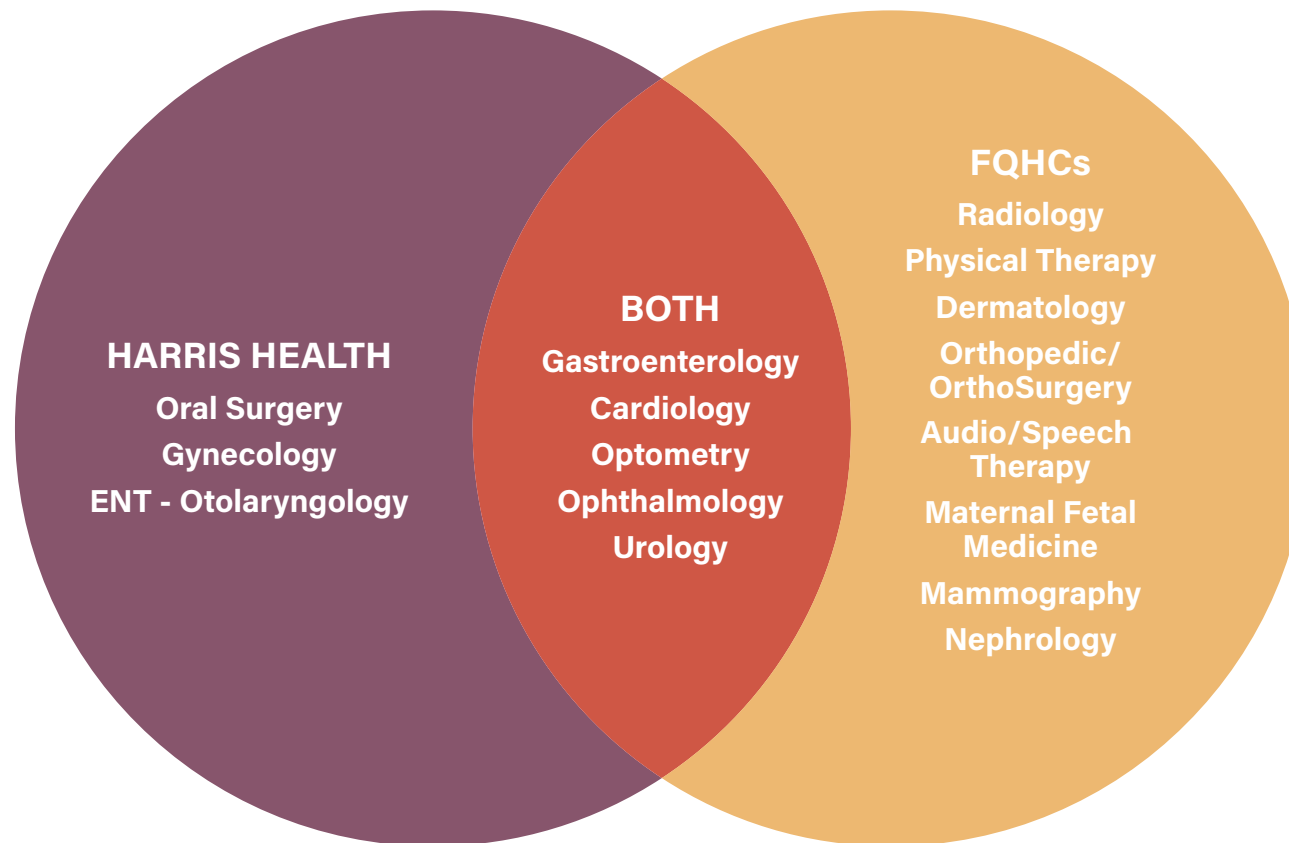 HARRIS HEALTH
Oral Surgery
Gynecology
ENT - Otolaryngology
BOTH
Gastroenterology
Cardiology
Optometry
Ophthalmology
Urology
FQHCs
Radiology
Physical Therapy
Dermatology
Orthopedic/
OrthoSurgery
Audio/Speech
Therapy
Maternal Fetal
Medicine
Mammography
Nephrology